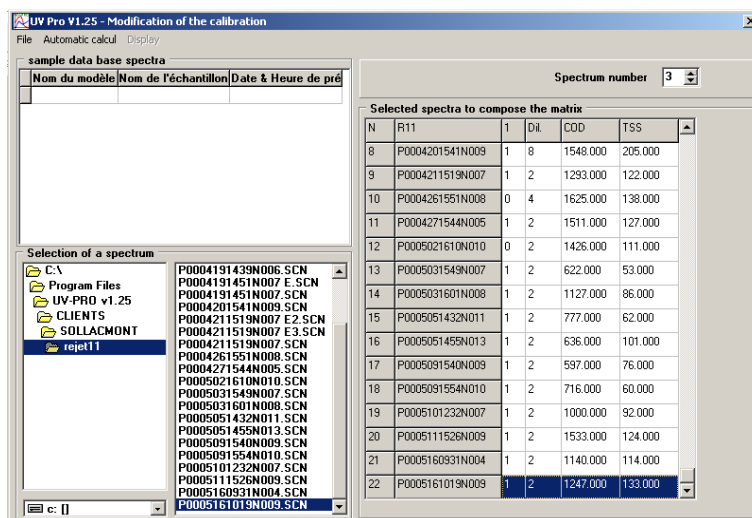 UV Pro V1.25 - Modification of the calibration
File Automatic calcul Display
sample data base spectra
Nom du modèle Nom de l'échantillon Date & Heure de pré
Spectrum number 3
Selected spectra to compose the matrix
N R11 1 Dil. COD TSS
8 P0004201541N009 1 8 1548.000 205.000
9 P0004211519N007 1 2 1293.000 122.000
10 P0004261551N008 0 4 1625.000 138.000
11 P0004271544N005 1 2 1511.000 127.000
12 P0005021610N010 0 2 1426.000 111.000
13 P0005031549N007 1 2 622.000 53.000
14 P0005031601N008 1 2 1127.000 86.000
15 P0005051432N011 1 2 777.000 62.000
16 P0005051455N013 1 2 636.000 101.000
17 P0005091540N009 1 2 597.000 76.000
18 P0005091554N010 1 2 716.000 60.000
19 P0005101232N007 1 2 1000.000 92.000
20 P0005111526N009 1 2 1533.000 124.000
21 P0005160931N004 1 2 1140.000 114.000
22 P0005161019N009 1 2 1247.000 133.000
Selection of a spectrum
C:\
Program Files
UV-PRO v1.25
CLIENTS
SOLLACMONT
rejet11
c: []
P0004191439N006.SCN
P0004191451N007 E.SCN
P0004191451N007.SCN
P0004201541N009.SCN
P0004211519N007 E2.SCN
P0004211519N007 E3.SCN
P0004211519N007.SCN
P0004261551N008.SCN
P0004271544N005.SCN
P0005021610N010.SCN
P0005031549N007.SCN
P0005031601N008.SCN
P0005051432N011.SCN
P0005051455N013.SCN
P0005091540N009.SCN
P0005091554N010.SCN
P0005101232N007.SCN
P0005111526N009.SCN
P0005160931N004.SCN
P0005161019N009.SCN